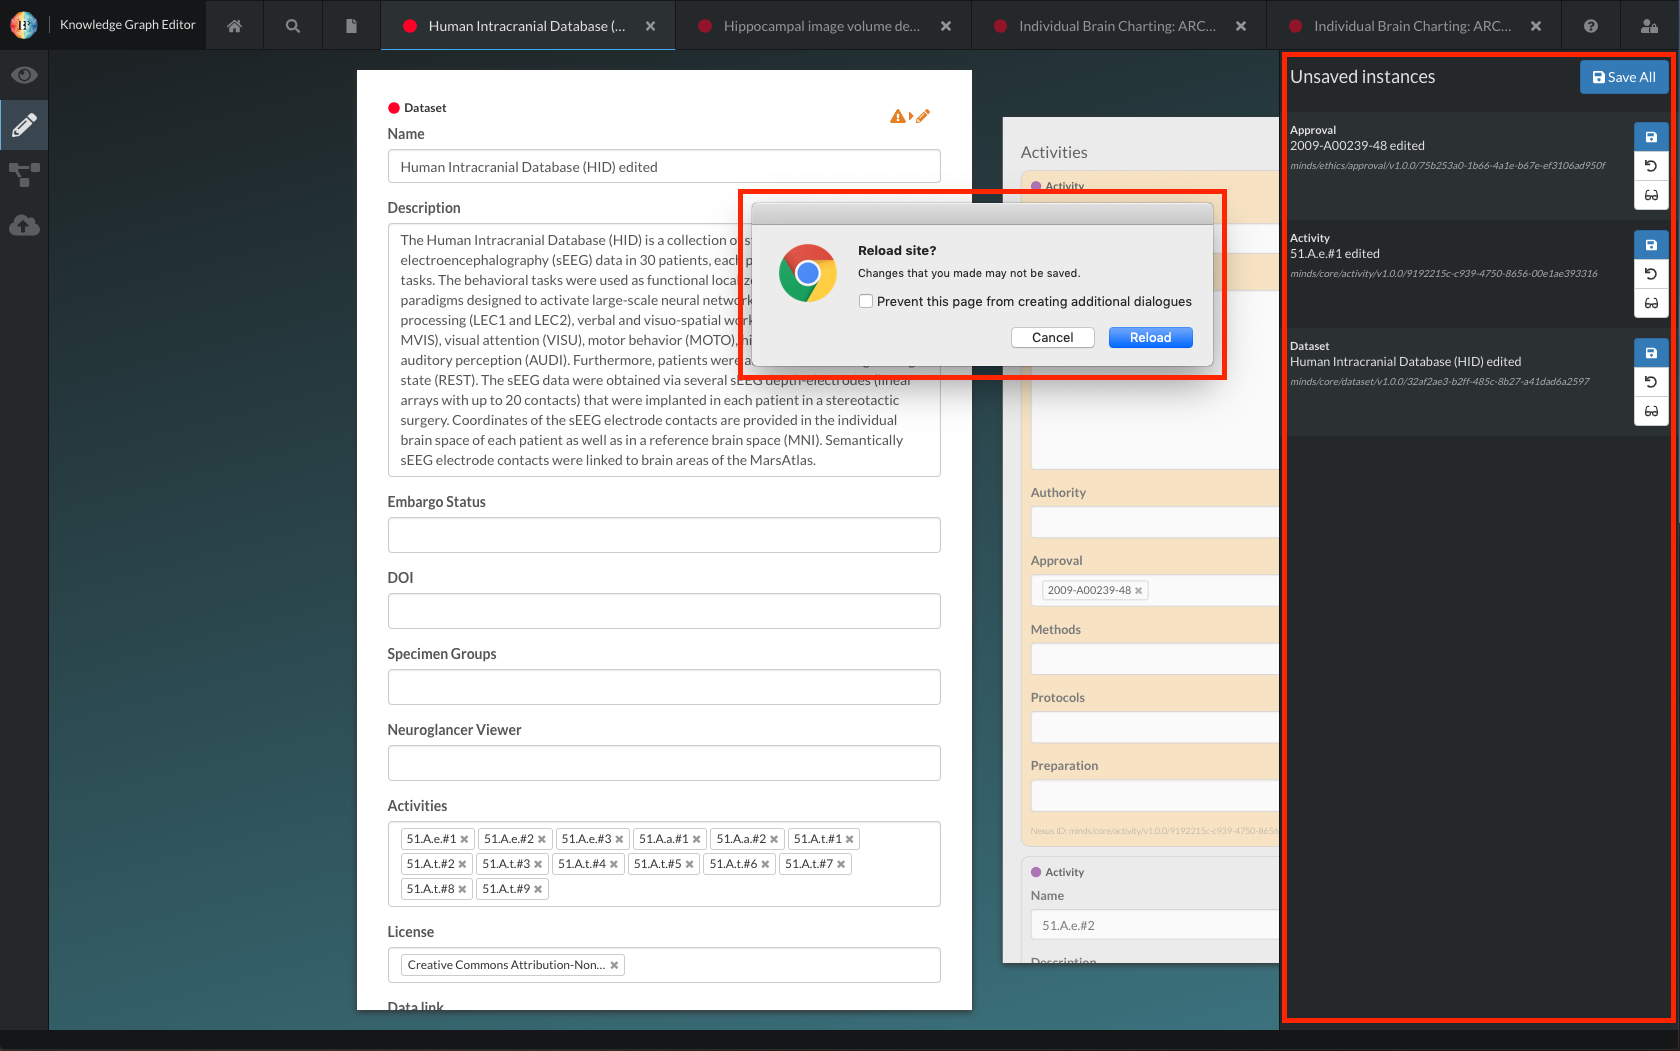 Knowledge Graph Editor
Human Intracranial Database (...
Hippocampal image volume de...
Individual Brain Charting: ARC...
Individual Brain Charting: ARC...
Dataset
Name
Human Intracranial Database (HID) edited
Description
The Human Intracranial Database (HID) is a collection of
electroencephalography (sEEG) data in 30 patients, each
tasks. The behavioral tasks were used as functional
paradigms designed to activate large-scale neural
processing (LEC1 and LEC2), verbal and visuo-spatial
MVIS), visual attention (VISU), motor behavior (MOTO),
auditory perception (AUDI). Furthermore, patients were
state (REST). The sEEG data were obtained via several sEEG depth-electrodes (linear
arrays with up to 20 contacts) that were implanted in each patient in a stereotactic
surgery. Coordinates of the sEEG electrode contacts are provided in the individual
brain space of each patient as well as in a reference brain space (MNI). Semantically
sEEG electrode contacts were linked to brain areas of the MarsAtlas.
Embargo Status
DOI
Specimen Groups
Neuroglancer Viewer
Activities
51.A.e.#1 51.A.e.#2 51.A.e.#3 51.A.a.#1 51.A.a.#2 51.A.t.#1
51.A.t.#2 51.A.t.#3 51.A.t.#4 51.A.t.#5 51.A.t.#6 51.A.t.#7
51.A.t.#8 51.A.t.#9
License
Creative Commons Attribution-Non...
Data link
Reload site?
Changes that you made may not be saved.
Prevent this page from creating additional dialogues
Cancel Reload
Activities
Activity
Authority
Approval
2009-A00239-48
Methods
Protocols
Preparation
Nexus ID: minds/core/activity/v1.0.0/9192215c-c939-4750-8656
Activity
Name
51.A.e.#2
Description
Unsaved instances
Save All
Approval
2009-A00239-48 edited
minds/ethics/approval/v1.0.0/75b253a0-1b66-4a1e-b67e-ef3106ad950f
Activity
51.A.e.#1 edited
minds/core/activity/v1.0.0/9192215c-c939-4750-8656-00e1ae393316
Dataset
Human Intracranial Database (HID) edited
minds/core/dataset/v1.0.0/32af2ae3-b2ff-485c-8b27-a41dad6a2597